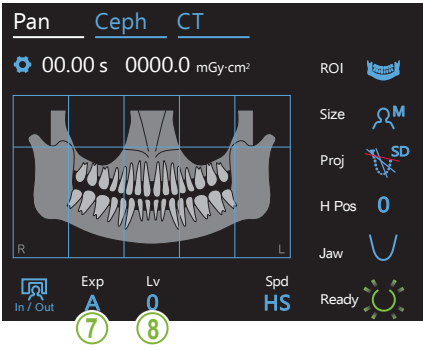 Pan Ceph CT
00.00 s 0000.0 mGy·cm²
ROI
Size M
Proj SD
H Pos 0
R L
Jaw
In / Out
Exp Lv Spd
A 0 HS
Ready
7 8